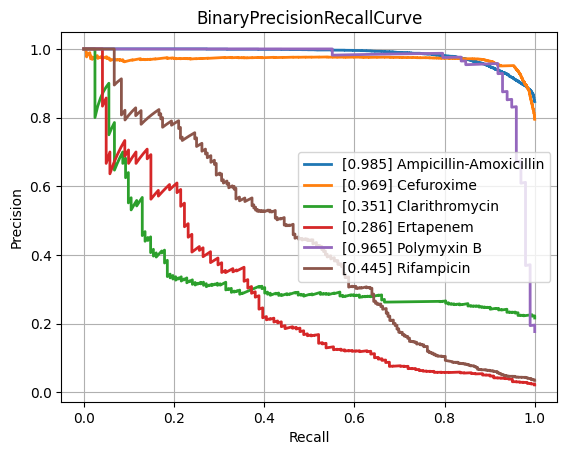 BinaryPrecisionRecallCurve
1.0
0.8
0.6
0.4
0.2
0.0
Precision
[0.985] Ampicillin-Amoxicillin
[0.969] Cefuroxime
[0.351] Clarithromycin
[0.286] Ertapenem
[0.965] Polymyxin B
[0.445] Rifampicin
0.0 0.2 0.4 0.6 0.8 1.0
Recall